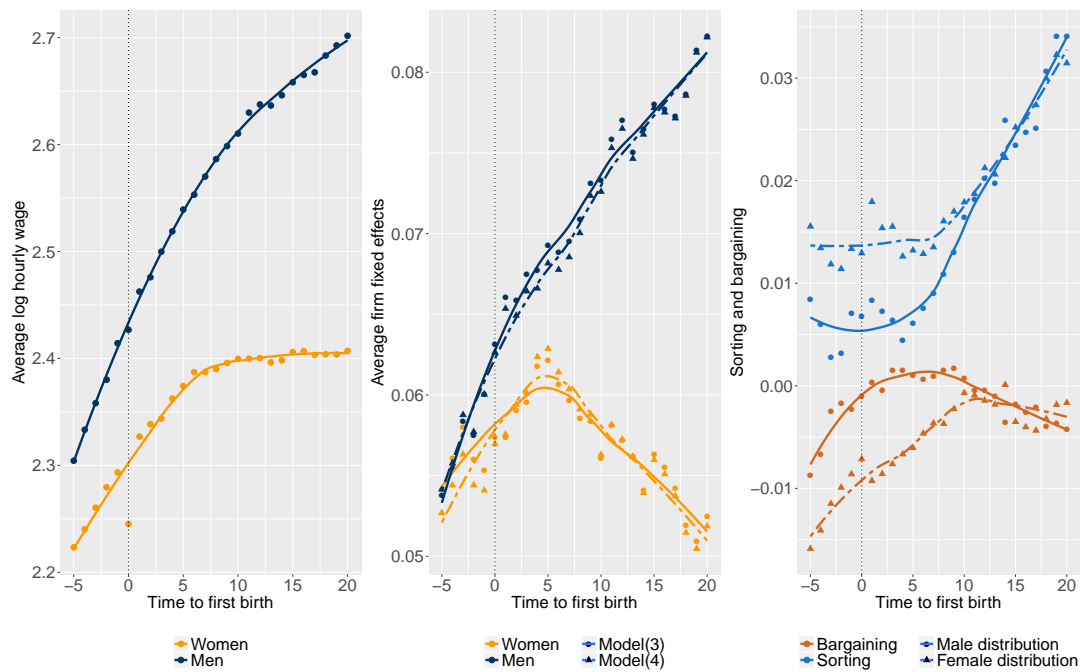 Average log hourly wage
2.7
2.6
2.5
2.4
2.3
2.2
−5 0 5 10 15 20
Time to first birth
Women
Men
Average firm fixed effects
0.08
0.07
0.06
0.05
−5 0 5 10 15 20
Time to first birth
Women Model(3)
Men Model(4)
Sorting and bargaining
0.03
0.02
0.01
0.00
−0.01
−5 0 5 10 15 20
Time to first birth
Bargaining Male distribution
Sorting Female distribution